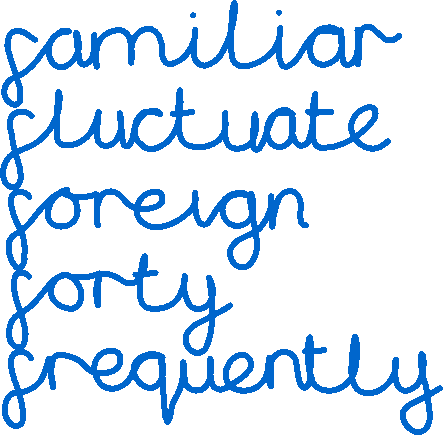 familiar
fluctuate
foreign
forty
frequently